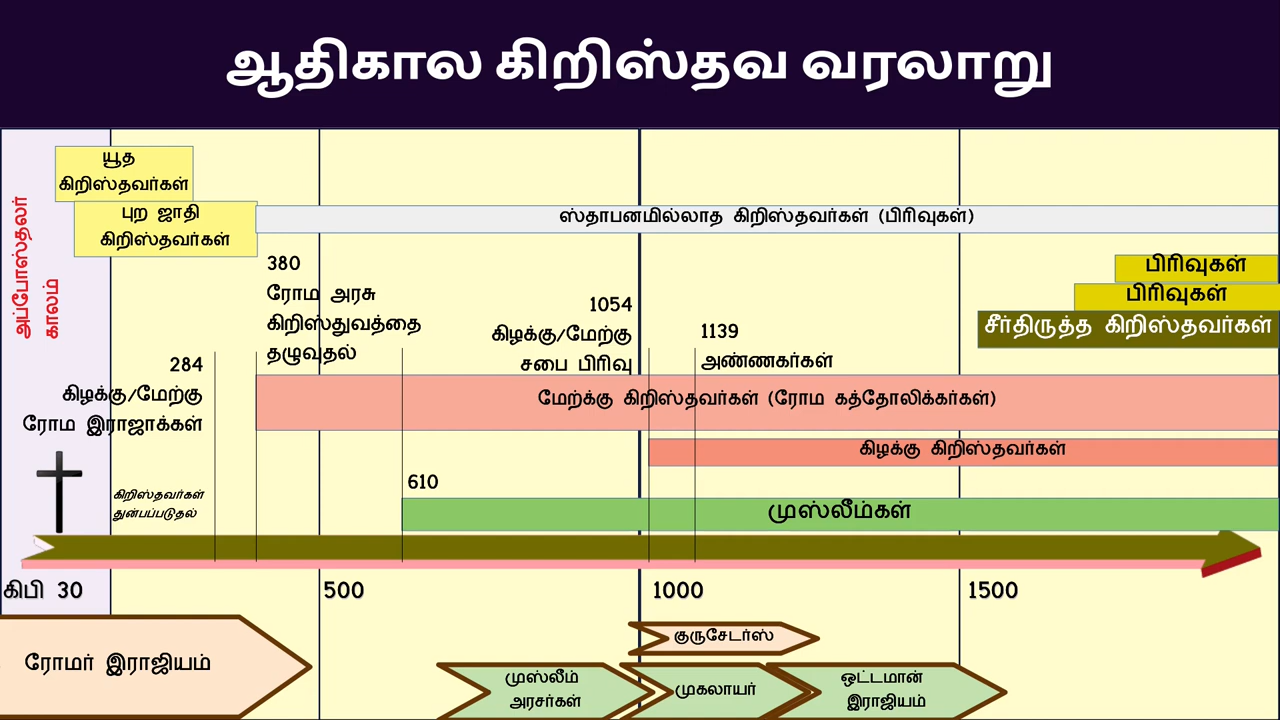 ஆதிகால கிறிஸ்தவ வரலாறு
யூத
கிறிஸ்தவர்கள்
புற ஜாதி
கிறிஸ்தவர்கள்
ஸ்தாபனமில்லாத கிறிஸ்தவர்கள் (பிரிவுகள்)
அப்போஸ்தலர்
காலம்
380
ரோம அரசு
கிறிஸ்துவத்தை
தழுவுதல்
பிரிவுகள்
பிரிவுகள்
சீர்திருத்த கிறிஸ்தவர்கள்
1054
கிழக்கு/மேற்கு
சபை பிரிவு
1139
அண்ணகர்கள்
284
கிழக்கு/மேற்கு
ரோம இராஜாக்கள்
மேற்க்கு கிறிஸ்தவர்கள் (ரோம கத்தோலிக்கர்கள்)
கிழக்கு கிறிஸ்தவர்கள்
கிறிஸ்தவர்கள்
துன்பப்படுதல்
610
முஸ்லீம்கள்
கிபி 30
500
1000
1500
ரோமர் இராஜியம்
குருசேடர்ஸ்
முஸ்லீம்
அரசர்கள்
முகலாயர்
ஒட்டமான்
இராஜியம்